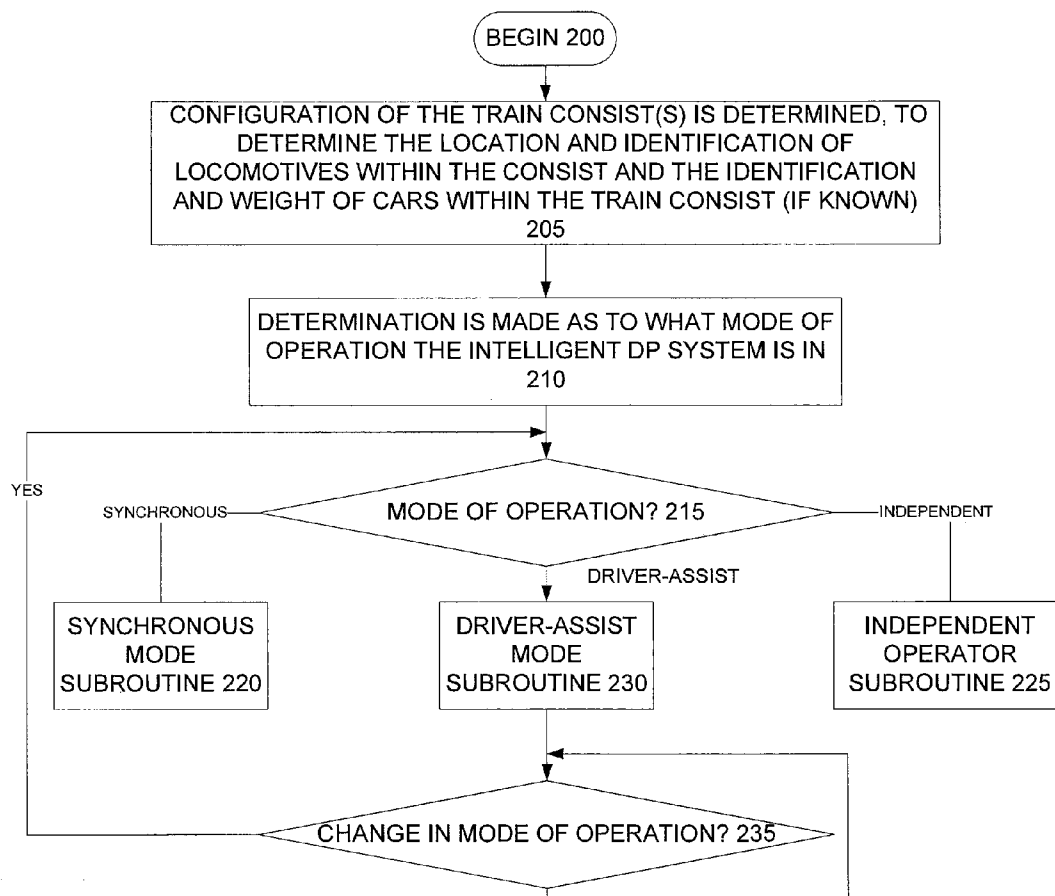 BEGIN 200
CONFIGURATION OF THE TRAIN CONSIST(S) IS DETERMINED, TO
DETERMINE THE LOCATION AND IDENTIFICATION OF
LOCOMOTIVES WITHIN THE CONSIST AND THE IDENTIFICATION
AND WEIGHT OF CARS WITHIN THE TRAIN CONSIST (IF KNOWN)
205
DETERMINATION IS MADE AS TO WHAT MODE OF
OPERATION THE INTELLIGENT DP SYSTEM IS IN
210
YES
SYNCHRONOUS
MODE OF OPERATION? 215
INDEPENDENT
DRIVER-ASSIST
SYNCHRONOUS
MODE
SUBROUTINE 220
DRIVER-ASSIST
MODE
SUBROUTINE 230
INDEPENDENT
OPERATOR
SUBROUTINE 225
CHANGE IN MODE OF OPERATION? 235